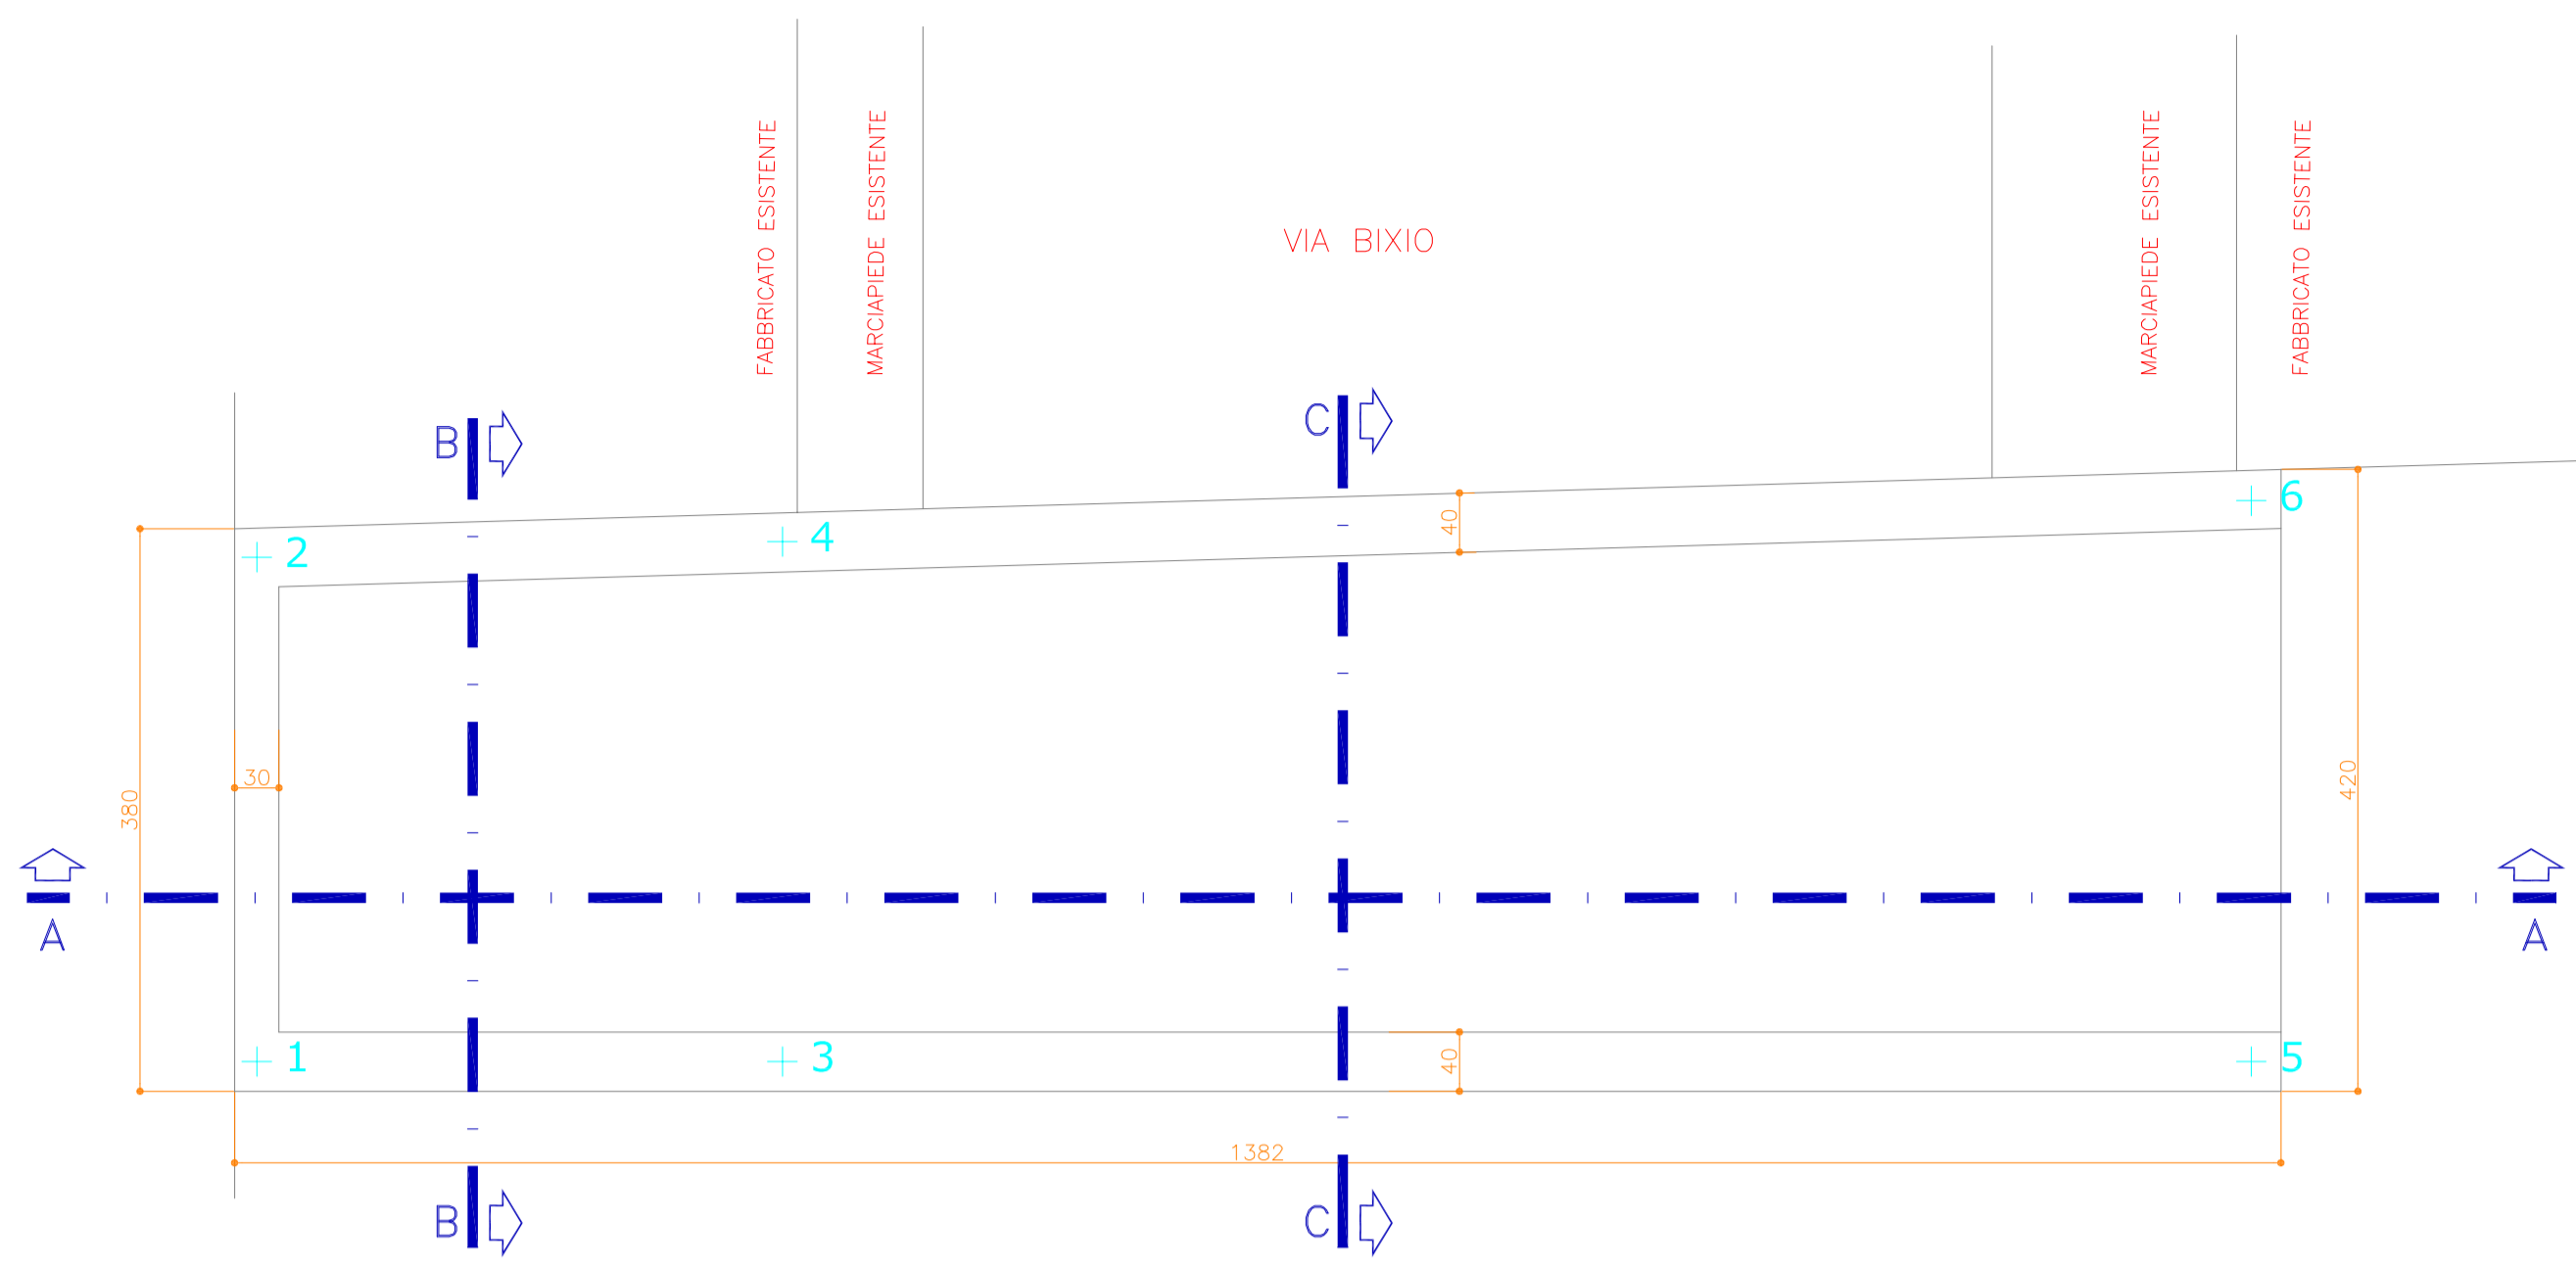 FABBRICATO ESISTENTE
MARCIAPIEDE ESISTENTE
VIA BIXIO
MARCIAPIEDE ESISTENTE
FABBRICATO ESISTENTE
B
C
2
4
40
6
30
380
420
A
A
1
3
40
5
1382
B
C